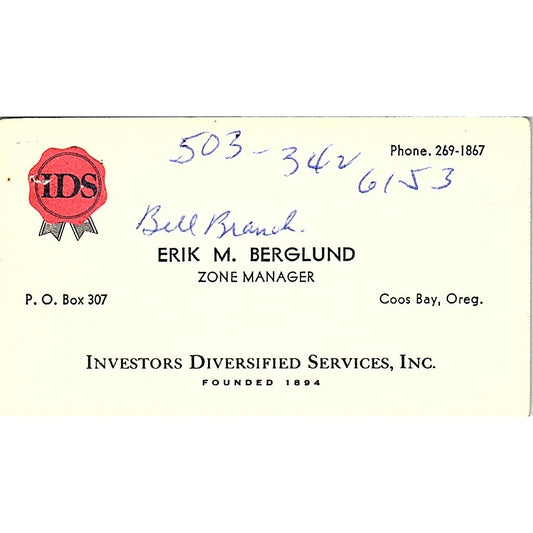 IDS
503-342
6153
Phone. 269-1867
Bell Branch.
ERIK M. BERGLUND
ZONE MANAGER
P. O. Box 307
Coos Bay, Oreg.
INVESTORS DIVERSIFIED SERVICES, INC.
FOUNDED 1894